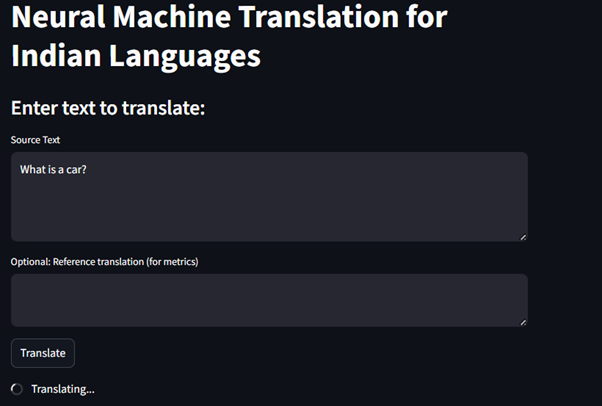 Neural Machine Translation for
Indian Languages
Enter text to translate:
Source Text
What is a car?
Optional: Reference translation (for metrics)
Translate
Translating...